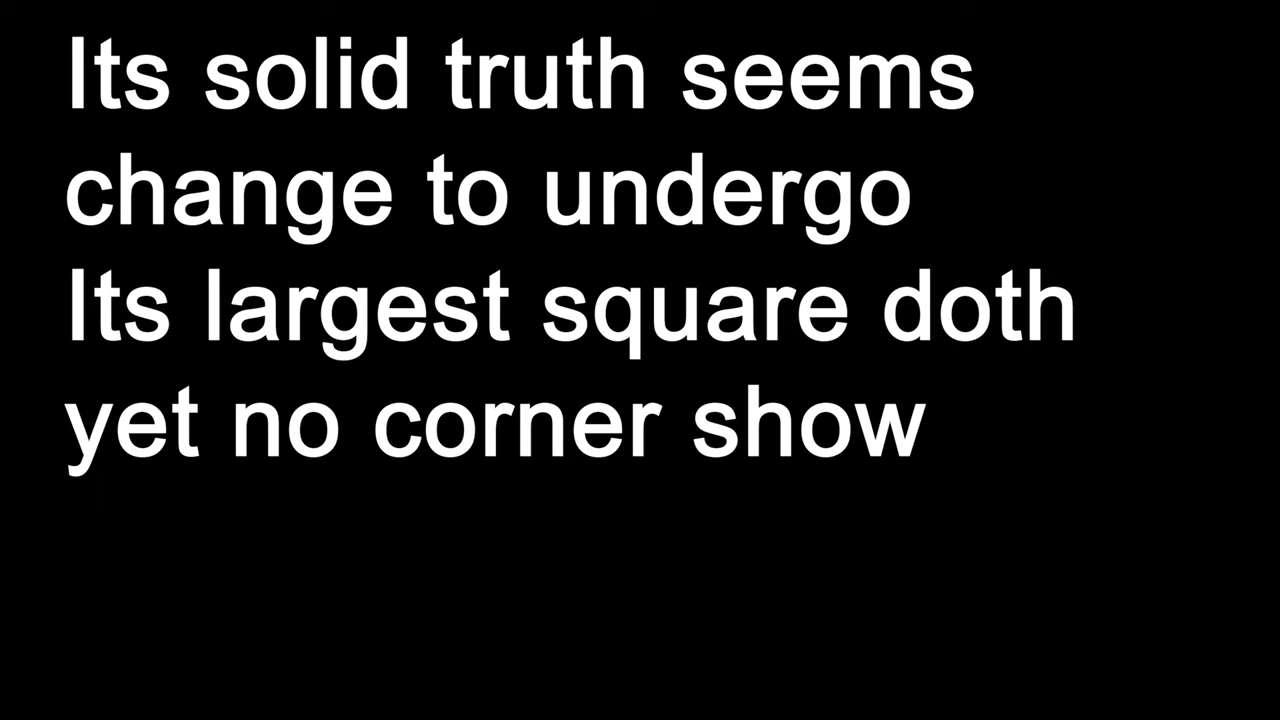 Its solid truth seems
change to undergo
Its largest square doth
yet no corner show